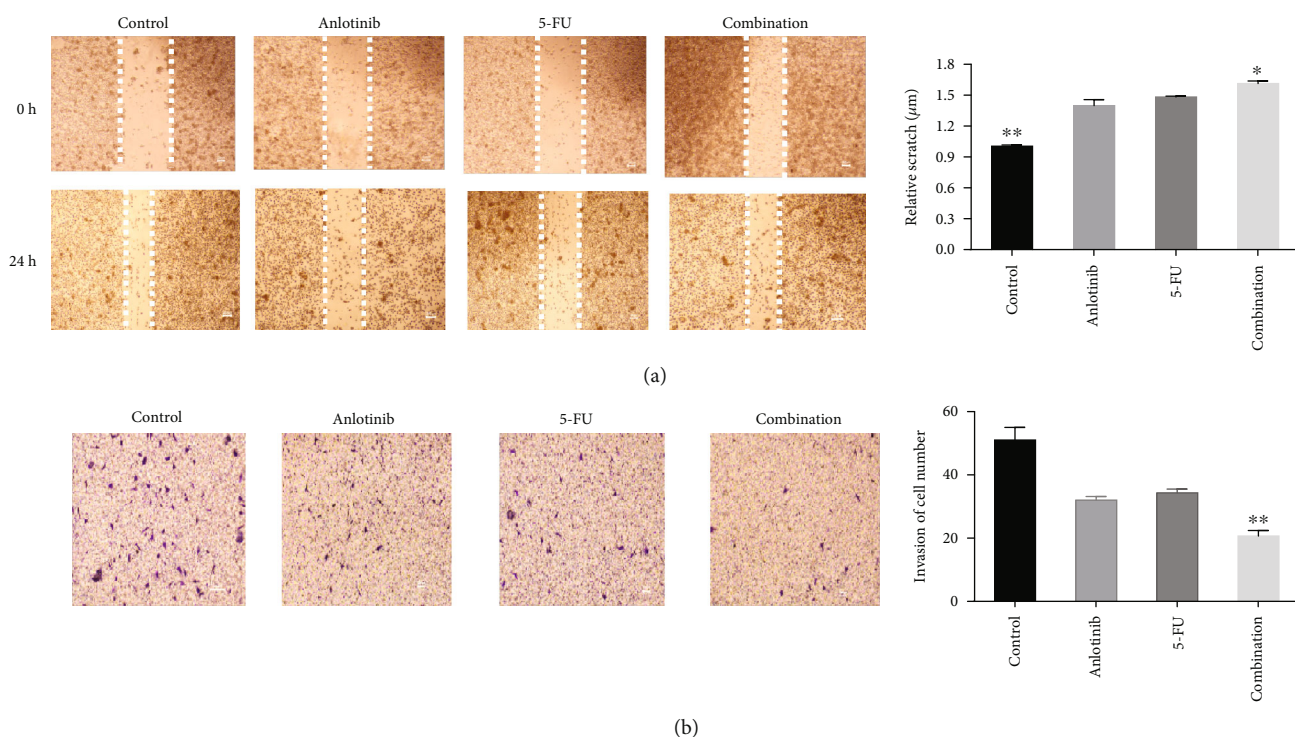 Control Anlotinib 5-FU Combination
0 h
24 h
Relative scratch (μm)
1.8
1.5
1.2
0.9
0.6
0.3
0.0
**
*
Control
Anlotinib
5-FU
Combination
(a)
Control Anlotinib 5-FU Combination
Invasion of cell number
60
40
20
0
**
Control
Anlotinib
5-FU
Combination
(b)